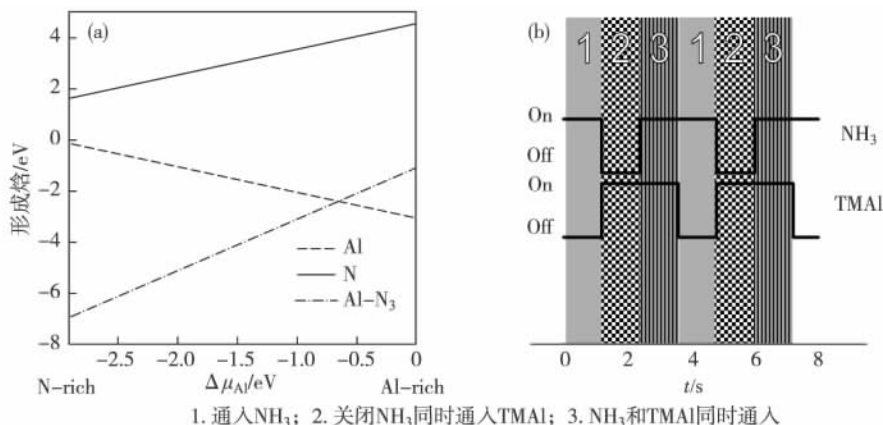 (a)
4
2
0
−2
−4
−6
−8
形成焓/eV
Al
N
Al−N₃
−2.5 −2.0 −1.5 −1.0 −0.5 0
N−rich Δμ_Al/eV Al−rich
(b)
1 2 3 1 2 3
On
Off
NH₃
On
Off
TMAl
0 2 4 6 8
t/s
1. 通入NH₃；2. 关闭NH₃同时通入TMAl；3. NH₃和TMAl同时通入